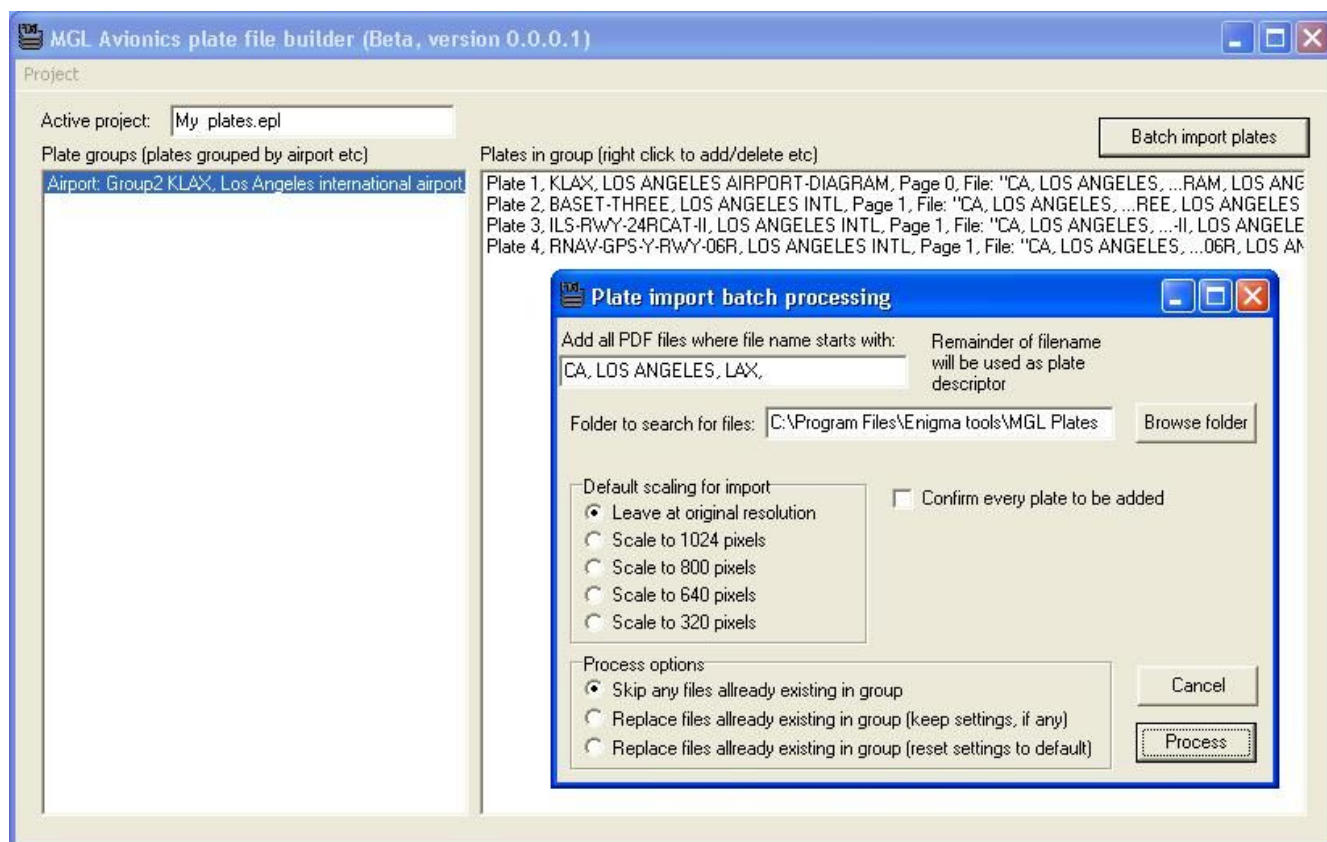 MGL Avionics plate file builder (Beta, version 0.0.0.1)
Project
Active project: My plates.epl
Batch import plates
Plate groups (plates grouped by airport etc)
Plates in group (right click to add/delete etc)
Airport: Group2 KLAX, Los Angeles international airport,
Plate 1, KLAX, LOS ANGELES AIRPORT-DIAGRAM, Page 0, File: "CA, LOS ANGELES, ...RAM, LOS ANG
Plate 2, BASET-THREE, LOS ANGELES INTL, Page 1, File: "CA, LOS ANGELES, ...REE, LOS ANGELES
Plate 3, ILS-RWY-24RCAT-II, LOS ANGELES INTL, Page 1, File: "CA, LOS ANGELES, ...-II, LOS ANGELE
Plate 4, RNAV-GPS-Y-RWY-06R, LOS ANGELES INTL, Page 1, File: "CA, LOS ANGELES, ...06R, LOS AN
Plate import batch processing
Add all PDF files where file name starts with:
CA, LOS ANGELES, LAX,
Remainder of filename
will be used as plate
descriptor
Folder to search for files: C:\Program Files\Enigma tools\MGL Plates
Browse folder
Default scaling for import
Leave at original resolution
Scale to 1024 pixels
Scale to 800 pixels
Scale to 640 pixels
Scale to 320 pixels
Confirm every plate to be added
Process options
Skip any files allready existing in group
Replace files allready existing in group (keep settings, if any)
Replace files allready existing in group (reset settings to default)
Cancel
Process